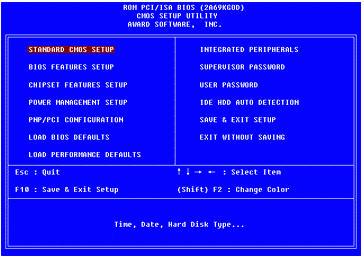 ROM PCI/ISA BIOS (2A69KGOD)
CMOS SETUP UTILITY
AWARD SOFTWARE, INC.
STANDARD CMOS SETUP
BIOS FEATURES SETUP
CHIPSET FEATURES SETUP
POWER MANAGEMENT SETUP
PNP/PCI CONFIGURATION
LOAD BIOS DEFAULTS
LOAD PERFORMANCE DEFAULTS
INTEGRATED PERIPHERALS
SUPERVISOR PASSWORD
USER PASSWORD
IDE HDD AUTO DETECTION
SAVE & EXIT SETUP
EXIT WITHOUT SAVING
Esc : Quit
↑ ↓ → ← : Select Item
F10 : Save & Exit Setup
(Shift) F2 : Change Color
Time, Date, Hard Disk Type...